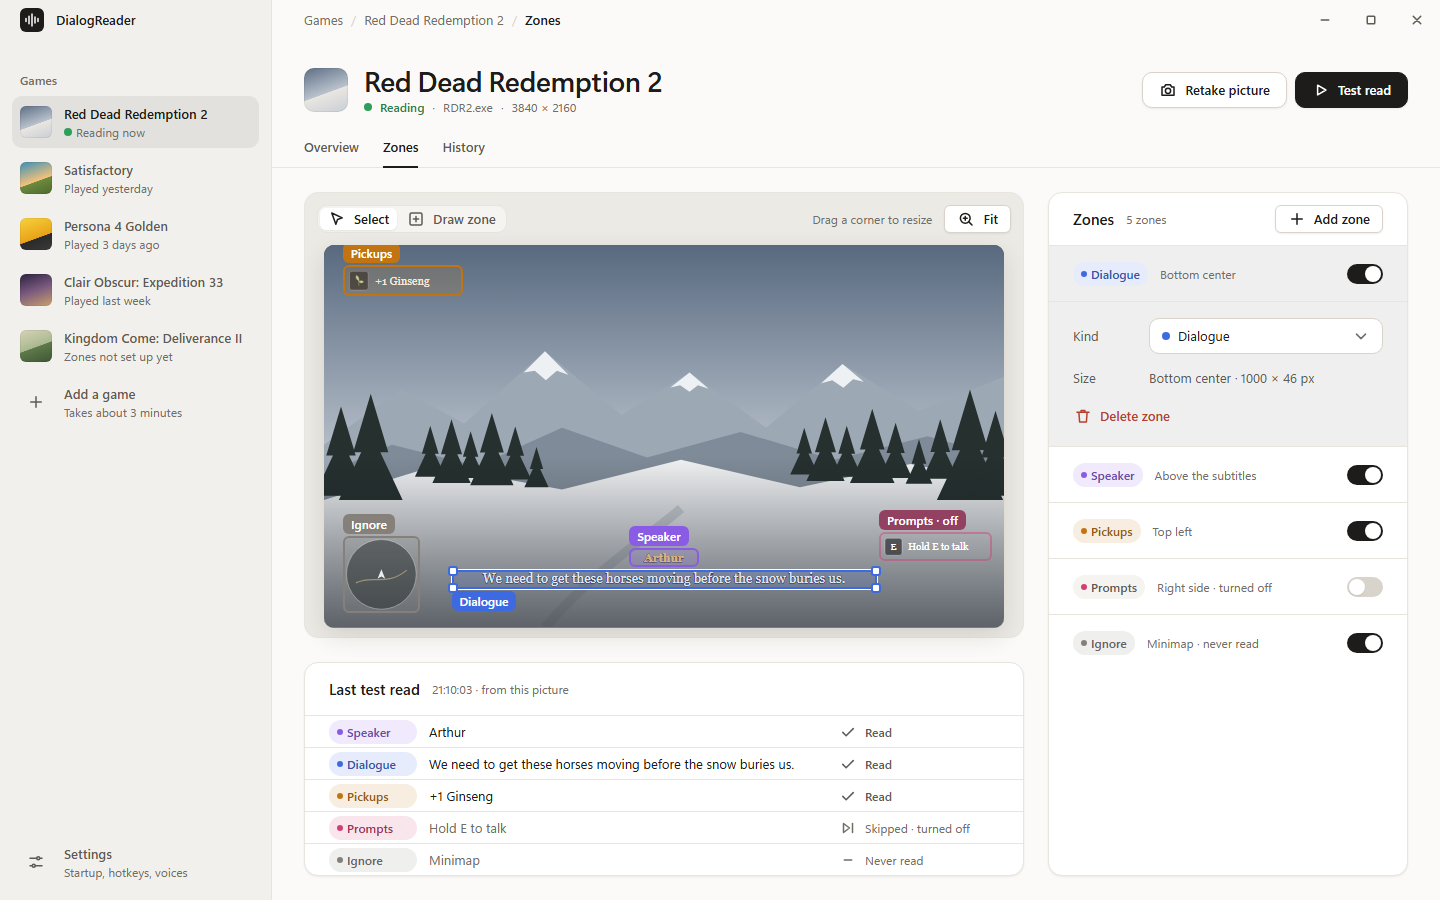 DialogReader
Games / Red Dead Redemption 2 / Zones
Games
Red Dead Redemption 2
Reading now
Satisfactory
Played yesterday
Persona 4 Golden
Played 3 days ago
Clair Obscur: Expedition 33
Played last week
Kingdom Come: Deliverance II
Zones not set up yet
Add a game
Takes about 3 minutes
Settings
Startup, hotkeys, voices
Red Dead Redemption 2
Reading · RDR2.exe · 3840 × 2160
Retake picture
Test read
Overview Zones History
Select Draw zone
Drag a corner to resize
Fit
Pickups
+1 Ginseng
Ignore
Speaker
Arthur
Prompts · off
E Hold E to talk
We need to get these horses moving before the snow buries us.
Dialogue
Last test read 21:10:03 · from this picture
Speaker Arthur Read
Dialogue We need to get these horses moving before the snow buries us. Read
Pickups +1 Ginseng Read
Prompts Hold E to talk Skipped · turned off
Ignore Minimap Never read
Zones 5 zones Add zone
Dialogue Bottom center
Kind Dialogue
Size Bottom center · 1000 × 46 px
Delete zone
Speaker Above the subtitles
Pickups Top left
Prompts Right side · turned off
Ignore Minimap · never read